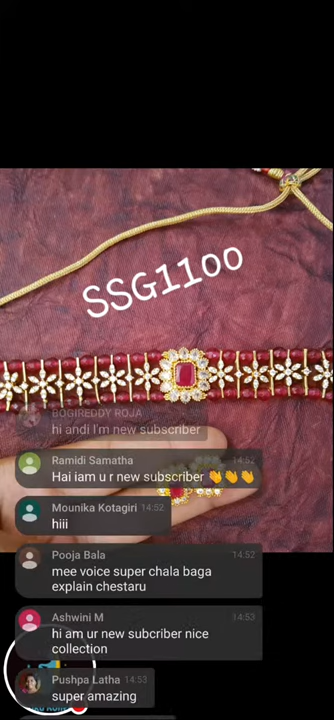 SSG1100
BOGIREDDY ROJA
hi andi I'm new subscriber
Ramidi Samatha 14:52
Hai iam u r new subscriber 👏👏👏
Mounika Kotagiri 14:52
hiii
Pooja Bala 14:52
mee voice super chala baga
explain chestaru
Ashwini M 14:53
hi am ur new subcriber nice
collection
Pushpa Latha 14:53
super amazing